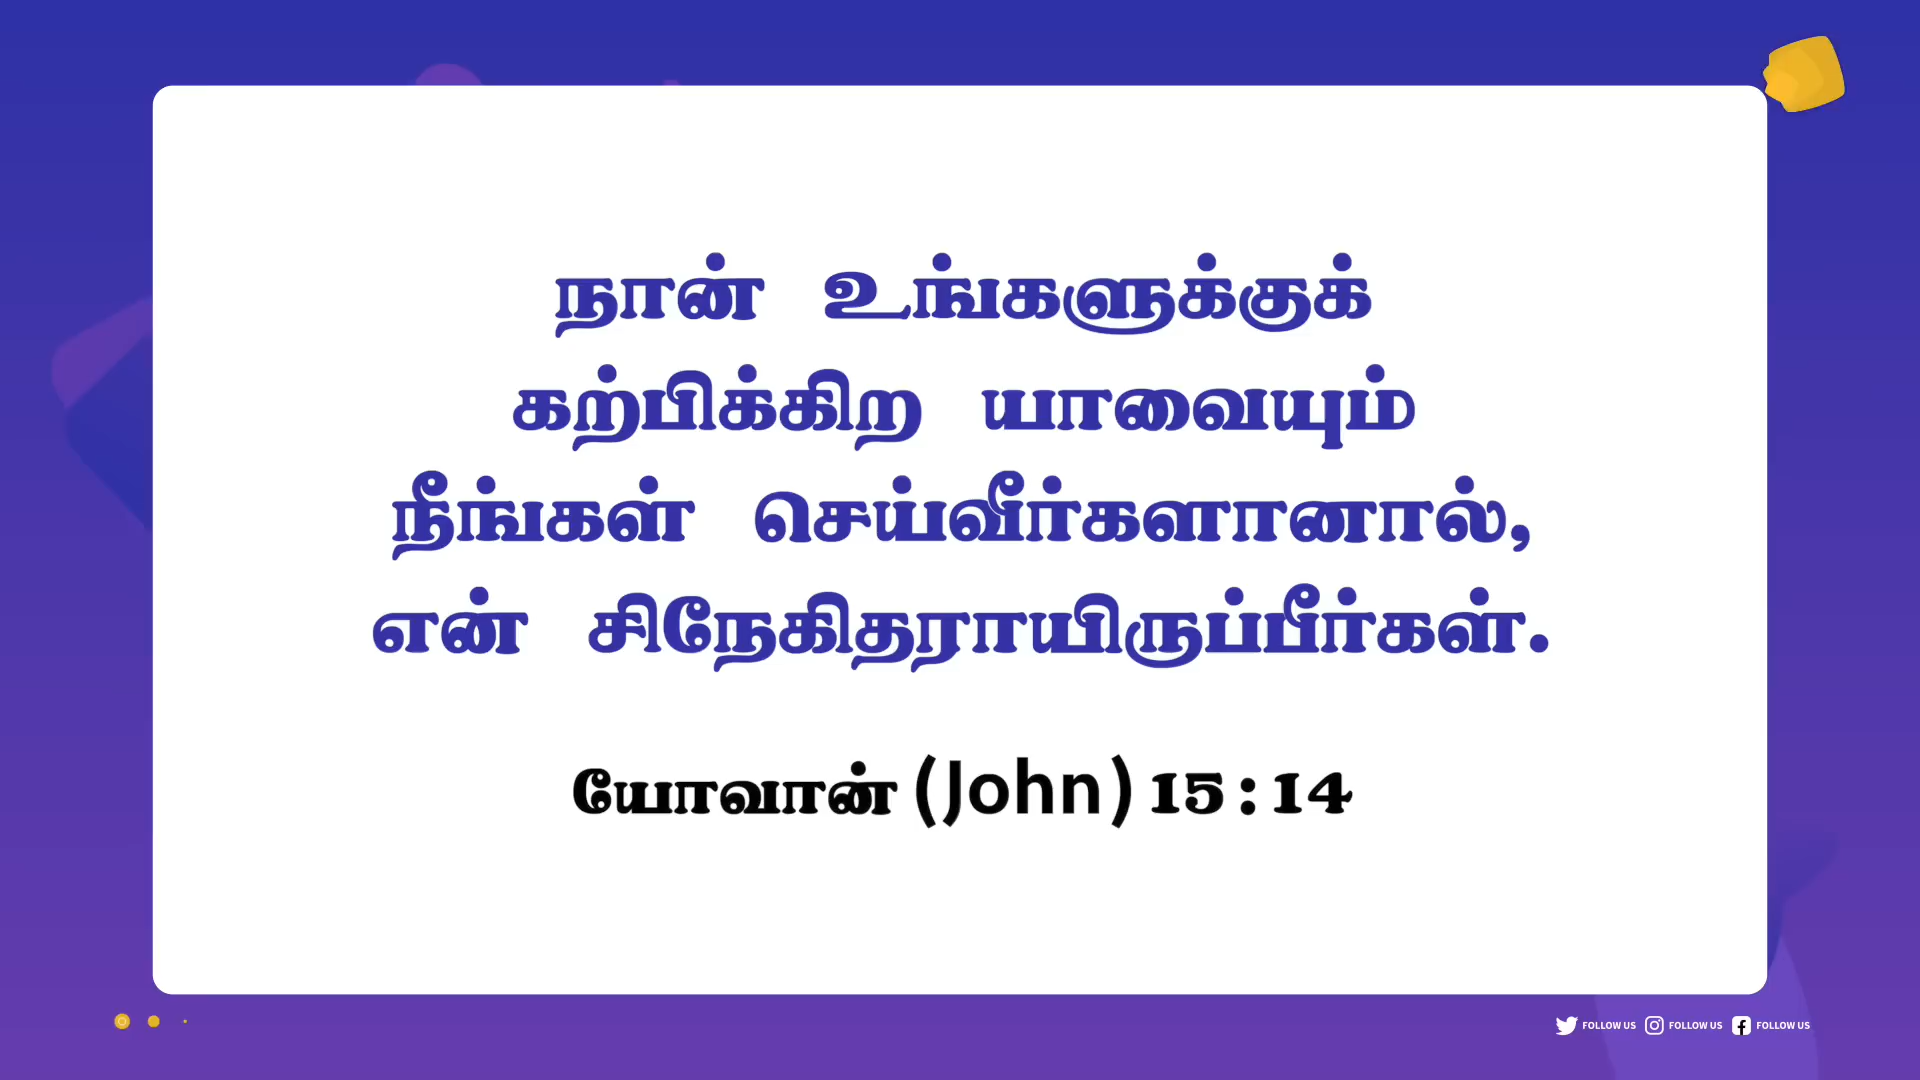 நான் உங்களுக்குக்
கற்பிக்கிற யாவையும்
நீங்கள் செய்வீர்களானால்,
என் சிநேகிதராயிருப்பீர்கள்.
யோவான் (John) 15:14
FOLLOW US FOLLOW US FOLLOW US